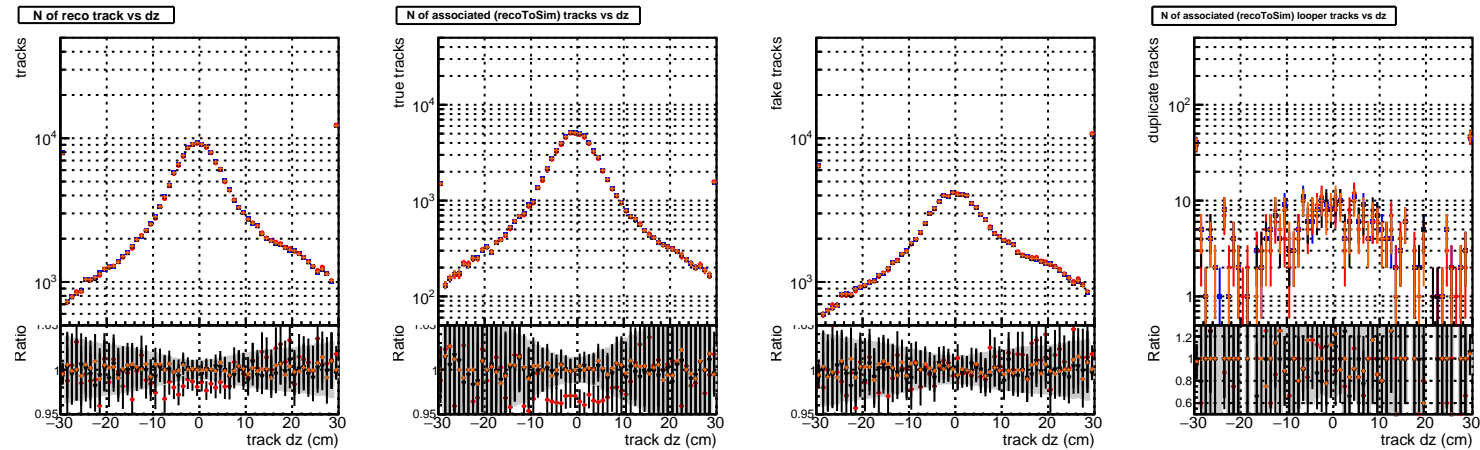 N of reco track vs dz
tracks
10⁴
10³
Ratio
1
0.95
−30 −20 −10 0 10 20 30
track dz (cm)
N of associated (recoToSim) tracks vs dz
true tracks
10⁴
10³
10²
Ratio
1
0.95
−30 −20 −10 0 10 20 30
track dz (cm)
fake tracks
10⁴
10³
Ratio
1
0.95
−30 −20 −10 0 10 20 30
track dz (cm)
N of associated (recoToSim) looper tracks vs dz
duplicate tracks
10²
10
1
Ratio
1.2
1
0.8
0.6
−30 −20 −10 0 10 20 30
track dz (cm)